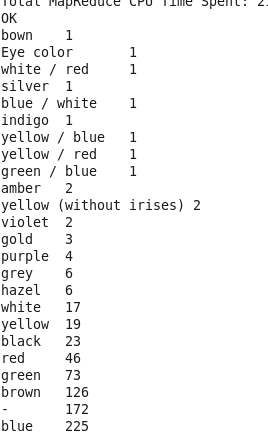 Total MapReduce CPU Time Spent: 2
OK
bown 1
Eye color 1
white / red 1
silver 1
blue / white 1
indigo 1
yellow / blue 1
yellow / red 1
green / blue 1
amber 2
yellow (without irises) 2
violet 2
gold 3
purple 4
grey 6
hazel 6
white 17
yellow 19
black 23
red 46
green 73
brown 126
- 172
blue 225